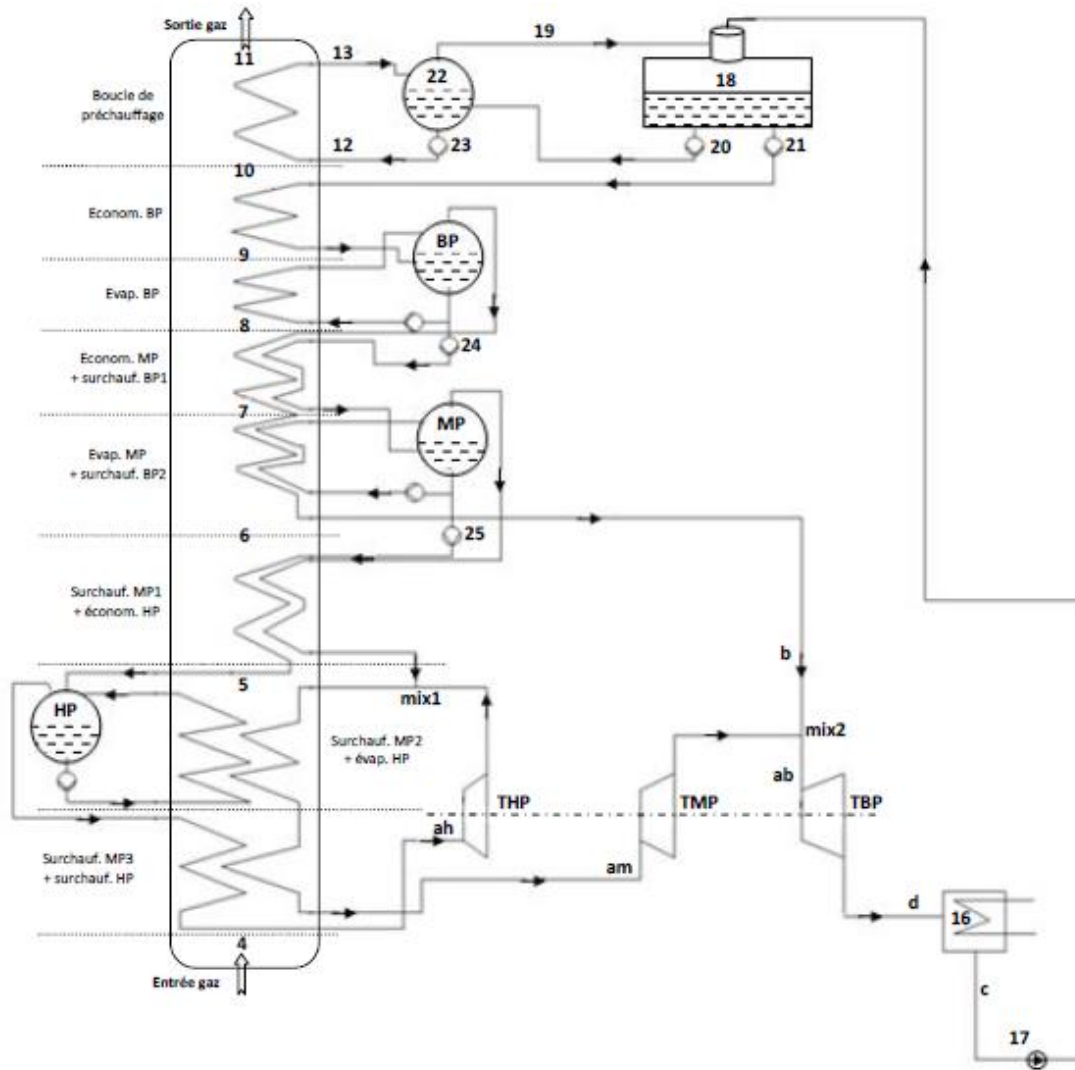 Sortie gaz
11
13
19
22
18
Boucle de
préchauffage
12
23
20
21
10
Econom. BP
9
BP
Evap. BP
8
24
Econom. MP
+ surchauf. BP1
7
MP
Evap. MP
+ surchauf. BP2
6
25
Surchauf. MP1
+ économ. HP
5
mix1
b
HP
Surchauf. MP2
+ évap. HP
mix2
ab
THP
TMP
TBP
ah
am
Surchauf. MP3
+ surchauf. HP
4
Entrée gaz
d
16
c
17